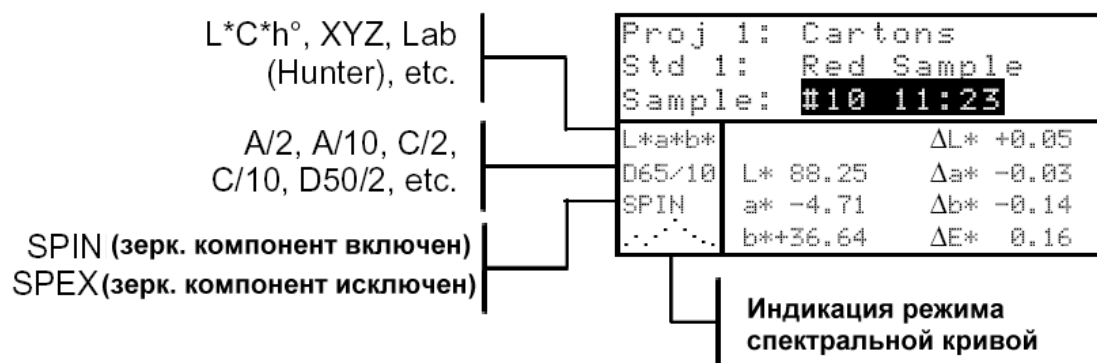 L*C*hº, XYZ, Lab
(Hunter), etc.
A/2, A/10, C/2,
C/10, D50/2, etc.
SPIN (зерк. компонент включен)
SPEX (зерк. компонент исключен)
Proj 1: Cartons
Std 1: Red Sample
Sample: #10 11:23
L*a*b* ΔL* +0.05
D65/10 L* 88.25 Δa* -0.03
SPIN a* -4.71 Δb* -0.14
b*+36.64 ΔE* 0.16
Индикация режима
спектральной кривой